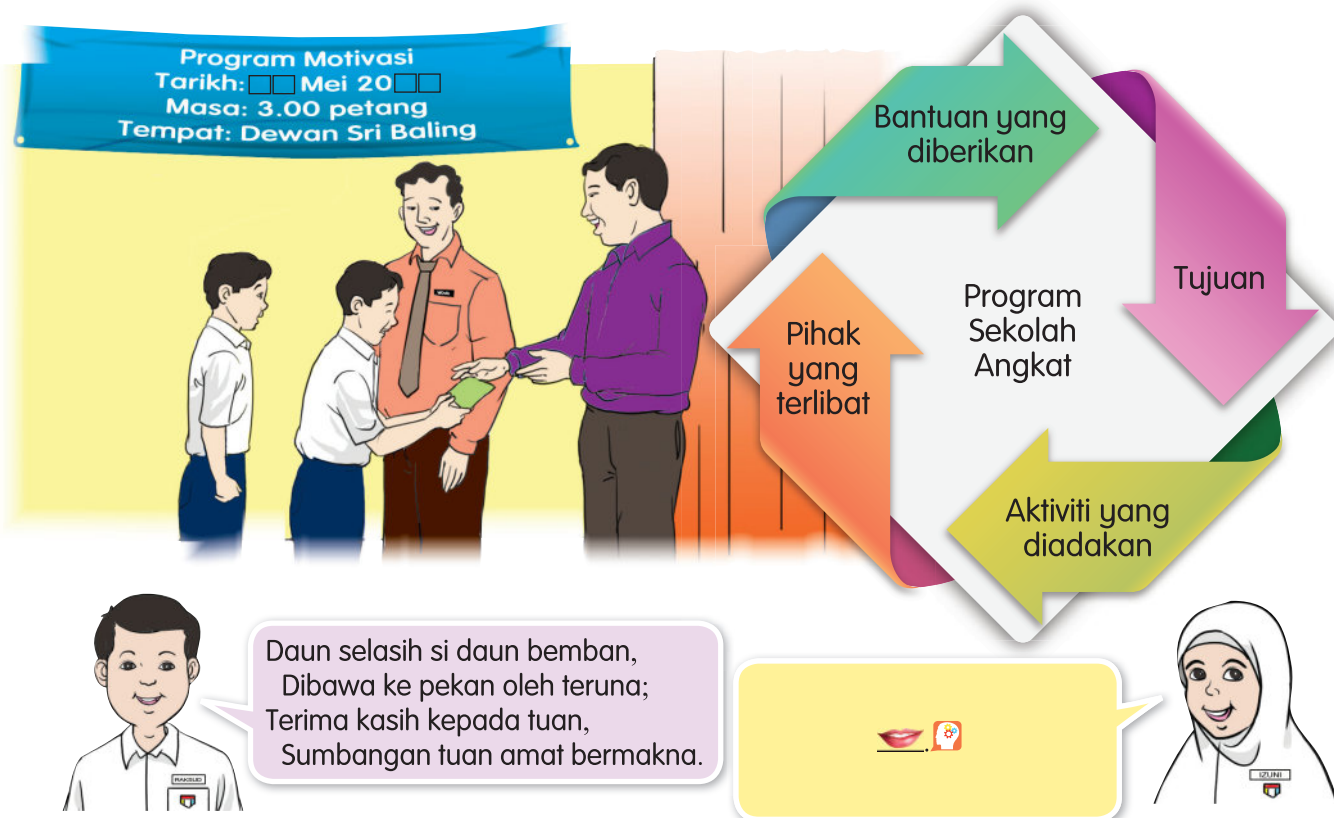 Program Motivasi
Tarikh: □□ Mei 20□□
Masa: 3.00 petang
Tempat: Dewan Sri Baling
Bantuan yang
diberikan
Tujuan
Program
Sekolah
Angkat
Pihak
yang
terlibat
Aktiviti yang
diadakan
Daun selasih si daun bemban,
Dibawa ke pekan oleh teruna;
Terima kasih kepada tuan,
Sumbangan tuan amat bermakna.
____.
IZUNI